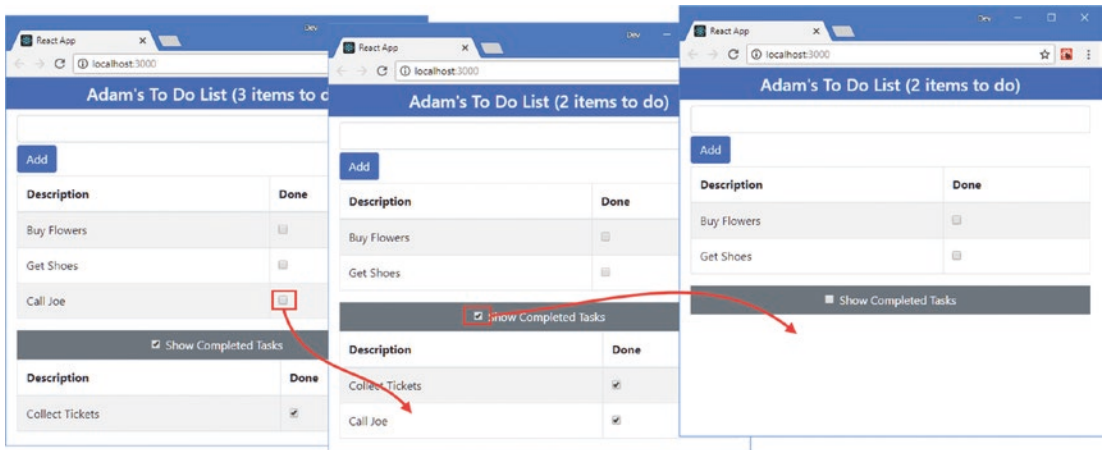 Dev
React App
localhost:3000
Adam's To Do List (3 items to d
Add
Description Done
Buy Flowers
Get Shoes
Call Joe
Show Completed Tasks
Description Done
Collect Tickets
Dev
React App
localhost:3000
Adam's To Do List (2 items to do)
Add
Description Done
Buy Flowers
Get Shoes
Show Completed Tasks
Description Done
Collect Tickets
Call Joe
Dev
React App
localhost:3000
Adam's To Do List (2 items to do)
Add
Description Done
Buy Flowers
Get Shoes
Show Completed Tasks